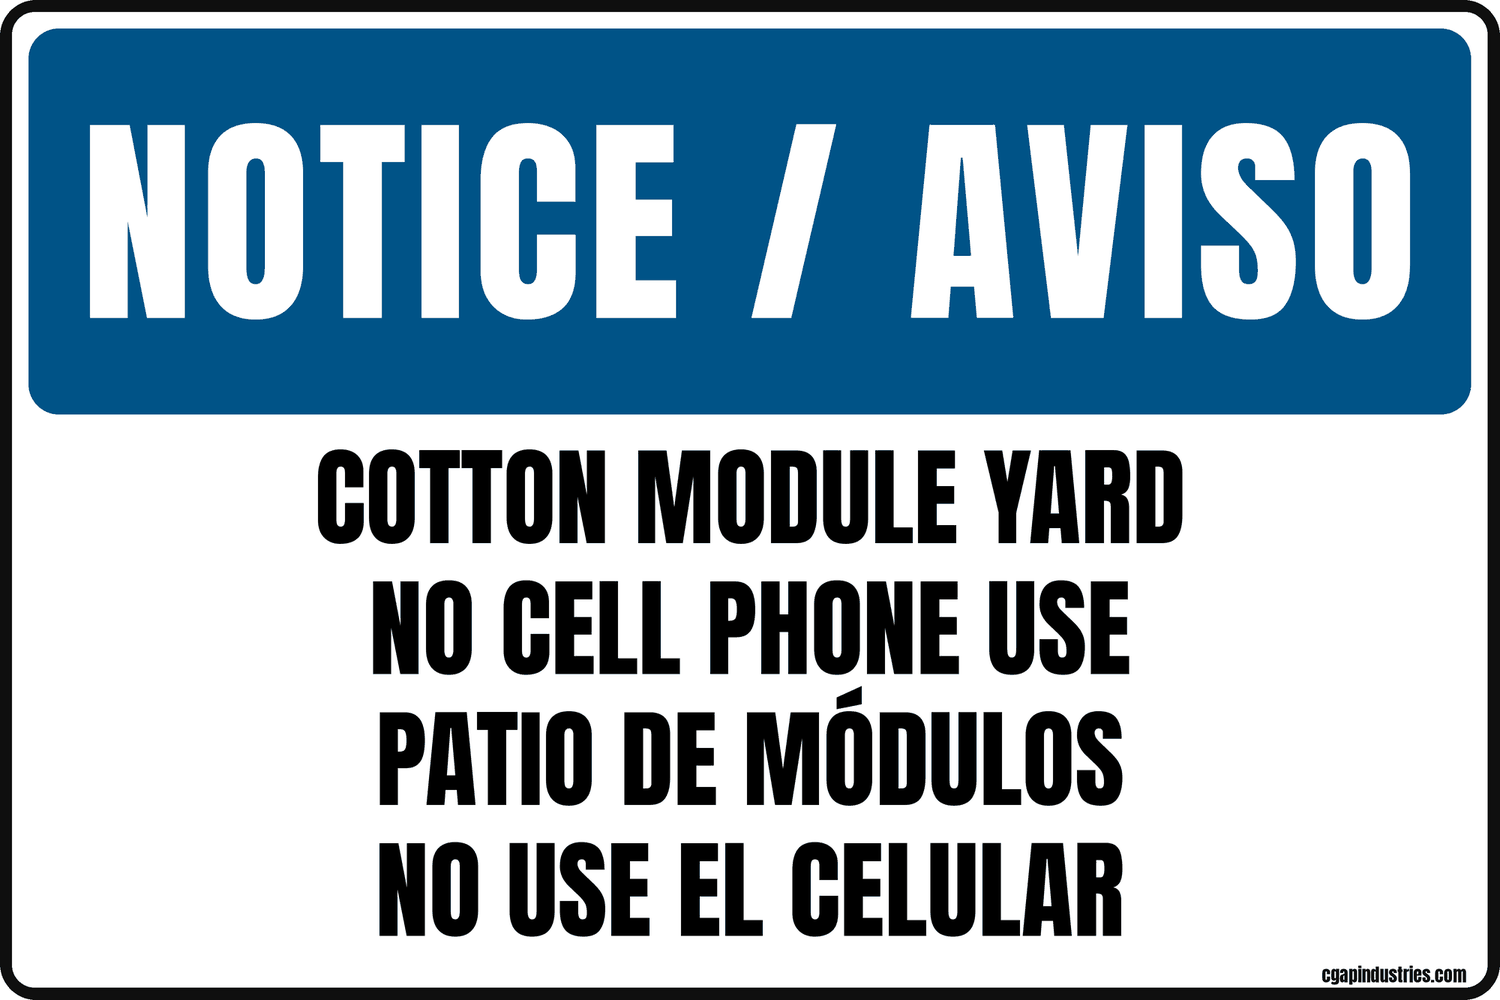 NOTICE / AVISO
COTTON MODULE YARD
NO CELL PHONE USE
PATIO DE MÓDULOS
NO USE EL CELULAR
cgapindustries.com